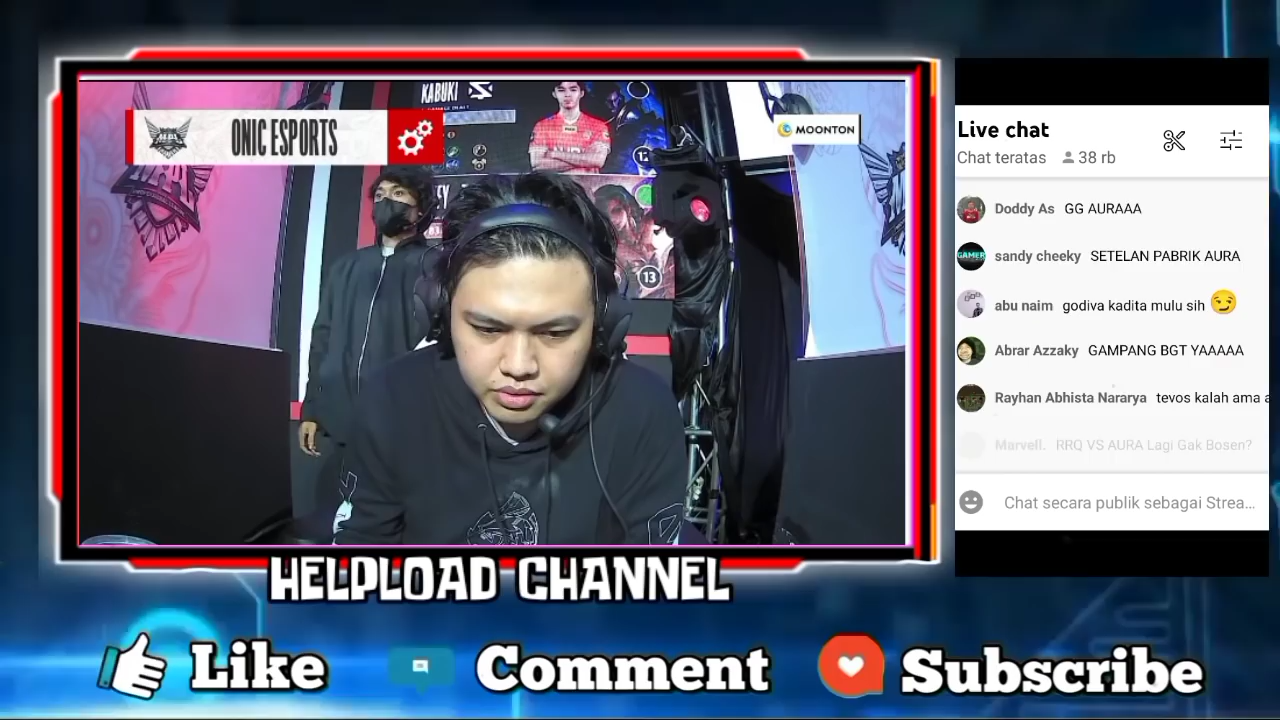 KABUKI
ONIC ESPORTS
MOONTON
13
Live chat
Chat teratas 38 rb
Doddy As GG AURAAA
sandy cheeky SETELAN PABRIK AURA
abu naim godiva kadita mulu sih
Abrar Azzaky GAMPANG BGT YAAAAA
Rayhan Abhista Nararya tevos kalah ama a
Marvell. RRQ VS AURA Lagi Gak Bosen?
Chat secara publik sebagai Strea...
HELPLOAD CHANNEL
Like Comment Subscribe